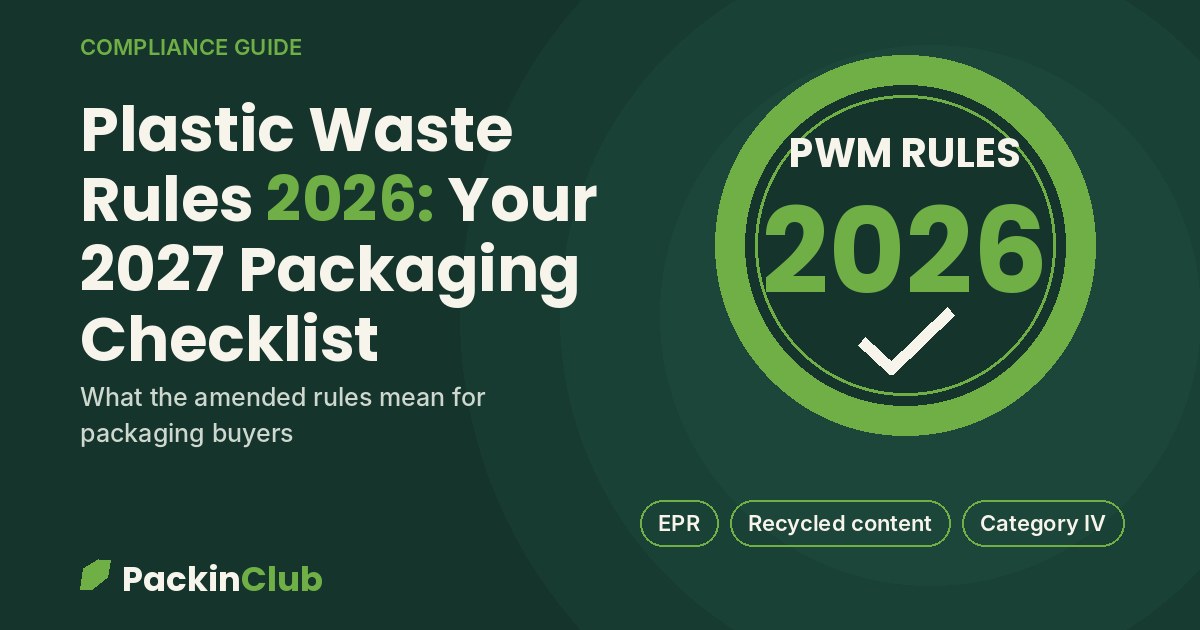 COMPLIANCE GUIDE
Plastic Waste
Rules 2026: Your
2027 Packaging
Checklist
What the amended rules mean for
packaging buyers
PackinClub
PWM RULES
2026
EPR
Recycled content
Category IV